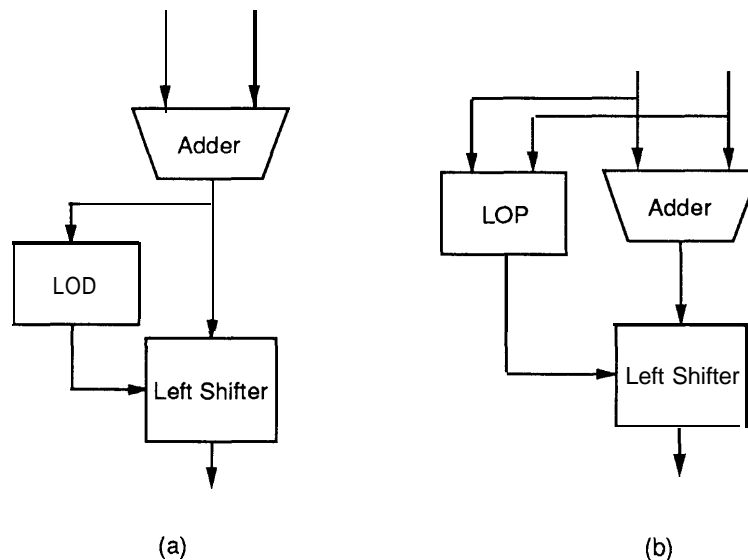 Adder
LOD
Left Shifter
(a)
LOP
Adder
Left Shifter
(b)